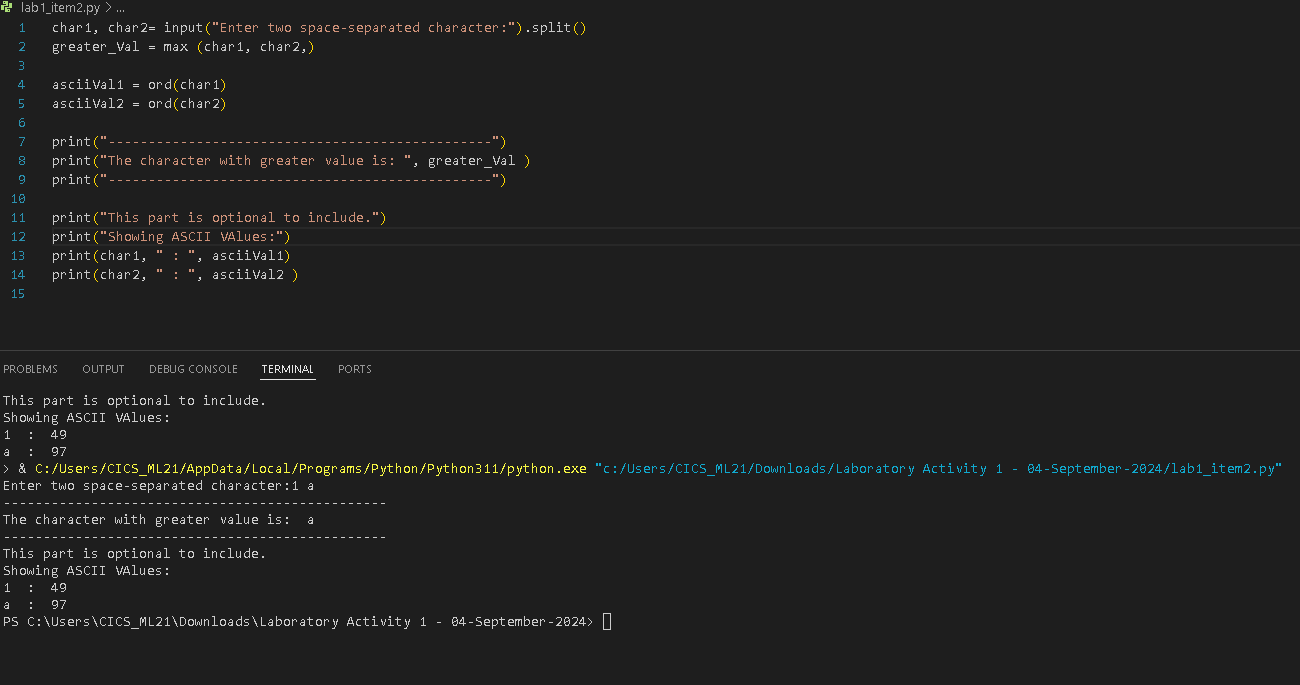 lab1_item2.py > ...
1 char1, char2= input("Enter two space-separated character:").split()
2 greater_Val = max (char1, char2,)
3
4 asciiVal1 = ord(char1)
5 asciiVal2 = ord(char2)
6
7 print("------------------------------------------------")
8 print("The character with greater value is: ", greater_Val )
9 print("------------------------------------------------")
10
11 print("This part is optional to include.")
12 print("Showing ASCII VAlues:")
13 print(char1, " : ", asciiVal1)
14 print(char2, " : ", asciiVal2 )
15
PROBLEMS OUTPUT DEBUG CONSOLE TERMINAL PORTS
This part is optional to include.
Showing ASCII VAlues:
1  :  49
a  :  97
> & C:/Users/CICS_ML21/AppData/Local/Programs/Python/Python311/python.exe "c:/Users/CICS_ML21/Downloads/Laboratory Activity 1 - 04-September-2024/lab1_item2.py"
Enter two space-separated character:1 a
------------------------------------------------
The character with greater value is:  a
------------------------------------------------
This part is optional to include.
Showing ASCII VAlues:
1  :  49
a  :  97
PS C:\Users\CICS_ML21\Downloads\Laboratory Activity 1 - 04-September-2024>